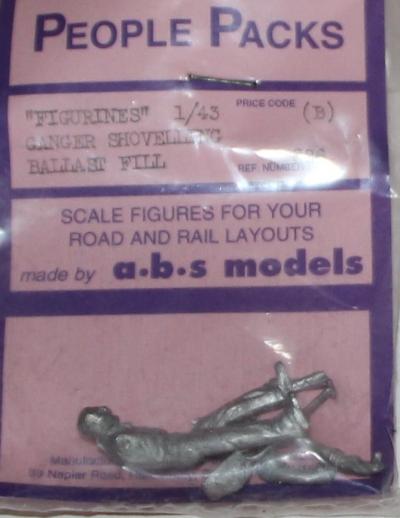 PEOPLE PACKS
"FIGURINES" 1/43 PRICE CODE (B)
GANGER SHOVELLING
BALLAST FILL REF. NUMBER
SCALE FIGURES FOR YOUR
ROAD AND RAIL LAYOUTS
made by a·b·s models
39 Napier Road,